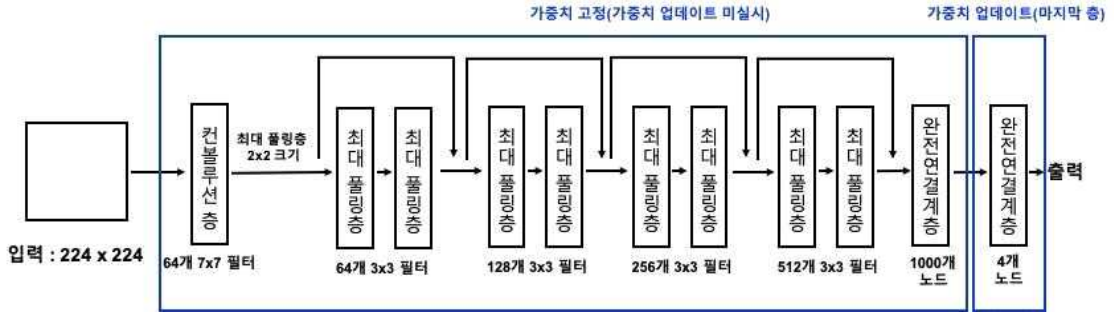 가중치 고정(가중치 업데이트 미실시)
가중치 업데이트(마지막 층)
입력 : 224 x 224
컨볼루션 층
64개 7x7 필터
최대 풀링층
2x2 크기
최대 풀링층
최대 풀링층
64개 3x3 필터
최대 풀링층
최대 풀링층
128개 3x3 필터
최대 풀링층
최대 풀링층
256개 3x3 필터
최대 풀링층
최대 풀링층
512개 3x3 필터
완전연결계층
1000개
노드
완전연결계층
4개
노드
출력